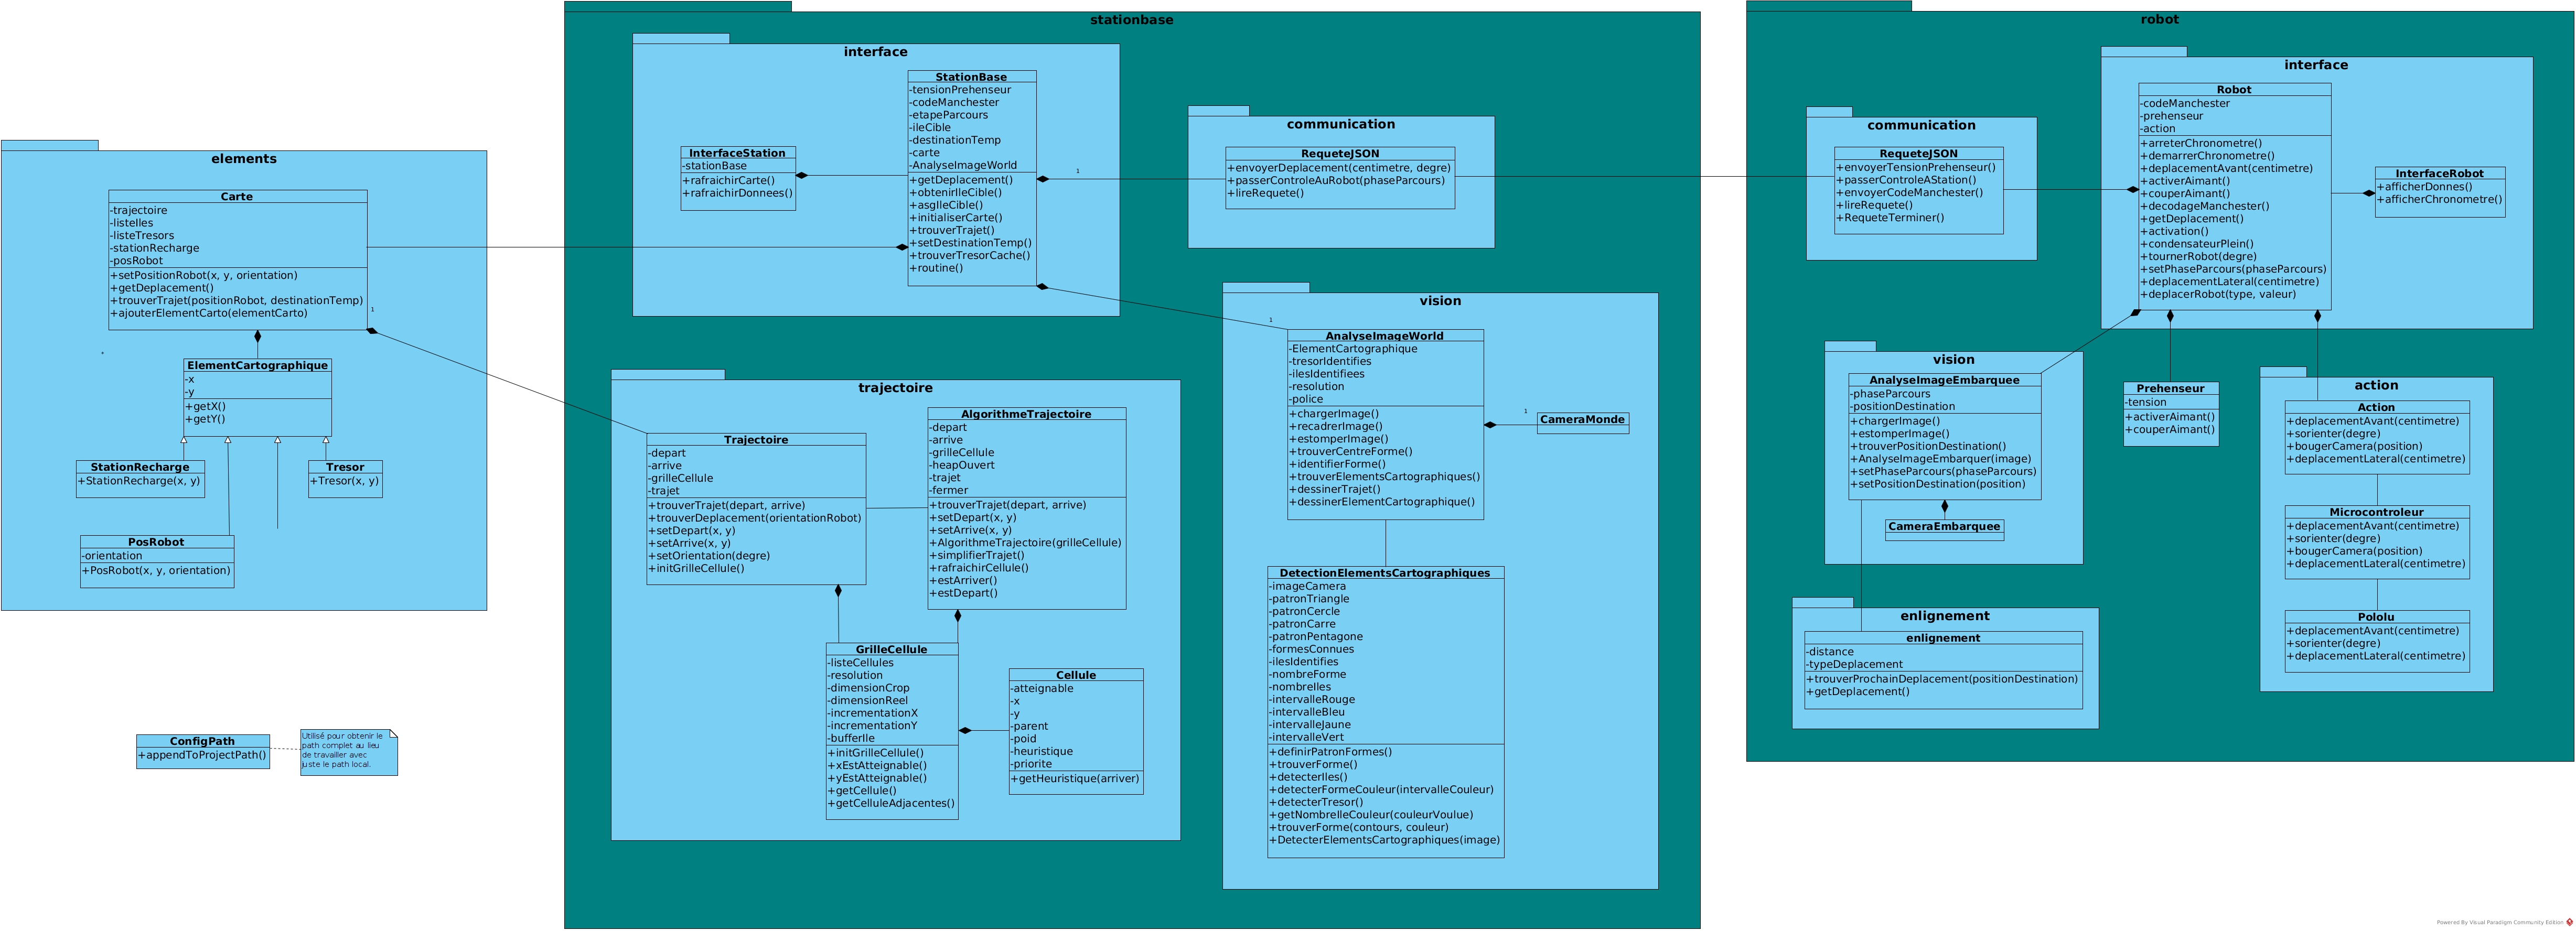 elements
Carte
-trajectoire
-listeIles
-listeTresors
-stationRecharge
-posRobot
+setPositionRobot(x, y, orientation)
+getDeplacement()
+trouverTrajet(positionRobot, destinationTemp)
+ajouterElementCarto(elementCarto)
1
*
ElementCartographique
-x
-y
+getX()
+getY()
StationRecharge
+StationRecharge(x, y)
Tresor
+Tresor(x, y)
PosRobot
-orientation
+PosRobot(x, y, orientation)
ConfigPath
+appendToProjectPath()
Utilisé pour obtenir le
path complet au lieu
de travailler avec
juste le path local.
stationbase
interface
StationBase
-tensionPrehenseur
-codeManchester
-etapeParcours
-ileCible
-destinationTemp
-carte
-AnalyseImageWorld
+getDeplacement()
+obtenirIleCible()
+asgIleCible()
+initialiserCarte()
+trouverTrajet()
+setDestinationTemp()
+trouverTresorCache()
+routine()
InterfaceStation
-stationBase
+rafraichirCarte()
+rafraichirDonnees()
1
communication
RequeteJSON
+envoyerDeplacement(centimetre, degre)
+passerControleAuRobot(phaseParcours)
+lireRequete()
trajectoire
Trajectoire
-depart
-arrive
-grilleCellule
-trajet
+trouverTrajet(depart, arrive)
+trouverDeplacement(orientationRobot)
+setDepart(x, y)
+setArrive(x, y)
+setOrientation(degre)
+initGrilleCellule()
AlgorithmeTrajectoire
-depart
-arrive
-grilleCellule
-heapOuvert
-trajet
-fermer
+trouverTrajet(depart, arrive)
+setDepart(x, y)
+setArrive(x, y)
+AlgorithmeTrajectoire(grilleCellule)
+simplifierTrajet()
+rafraichirCellule()
+estArriver()
+estDepart()
GrilleCellule
-listeCellules
-resolution
-dimensionCrop
-dimensionReel
-incrementationX
-incrementationY
-bufferIle
+initGrilleCellule()
+xEstAtteignable()
+yEstAtteignable()
+getCellule()
+getCelluleAdjacentes()
Cellule
-atteignable
-x
-y
-parent
-poid
-heuristique
-priorite
+getHeuristique(arriver)
vision
1
AnalyseImageWorld
-ElementCartographique
-tresorIdentifies
-ilesIdentifiees
-resolution
-police
+chargerImage()
+recadrerImage()
+estomperImage()
+trouverCentreForme()
+identifierForme()
+trouverElementsCartographiques()
+dessinerTrajet()
+dessinerElementCartographique()
1
CameraMonde
DetectionElementsCartographiques
-imageCamera
-patronTriangle
-patronCercle
-patronCarre
-patronPentagone
-formesConnues
-ilesIdentifies
-nombreForme
-nombreIles
-intervalleRouge
-intervalleBleu
-intervalleJaune
-intervalleVert
+definirPatronFormes()
+trouverForme()
+detecterIles()
+detecterFormeCouleur(intervalleCouleur)
+detecterTresor()
+getNombreIleCouleur(couleurVoulue)
+trouverForme(contours, couleur)
+DetecterElementsCartographiques(image)
robot
communication
RequeteJSON
+envoyerTensionPrehenseur()
+passerControleAStation()
+envoyerCodeManchester()
+lireRequete()
+RequeteTerminer()
interface
Robot
-codeManchester
-prehenseur
-action
+arreterChronometre()
+demarrerChronometre()
+deplacementAvant(centimetre)
+activerAimant()
+couperAimant()
+decodageManchester()
+getDeplacement()
+activation()
+condensateurPlein()
+tournerRobot(degre)
+setPhaseParcours(phaseParcours)
+deplacementLateral(centimetre)
+deplacerRobot(type, valeur)
InterfaceRobot
+afficherDonnes()
+afficherChronometre()
vision
AnalyseImageEmbarquee
-phaseParcours
-positionDestination
+chargerImage()
+estomperImage()
+trouverPositionDestination()
+AnalyseImageEmbarquer(image)
+setPhaseParcours(phaseParcours)
+setPositionDestination(position)
CameraEmbarquee
Prehenseur
-tension
+activerAimant()
+couperAimant()
action
Action
+deplacementAvant(centimetre)
+sorienter(degre)
+bougerCamera(position)
+deplacementLateral(centimetre)
Microcontroleur
+deplacementAvant(centimetre)
+sorienter(degre)
+bougerCamera(position)
+deplacementLateral(centimetre)
Pololu
+deplacementAvant(centimetre)
+sorienter(degre)
+deplacementLateral(centimetre)
enlignement
enlignement
-distance
-typeDeplacement
+trouverProchainDeplacement(positionDestination)
+getDeplacement()
Powered By Visual Paradigm Community Edition